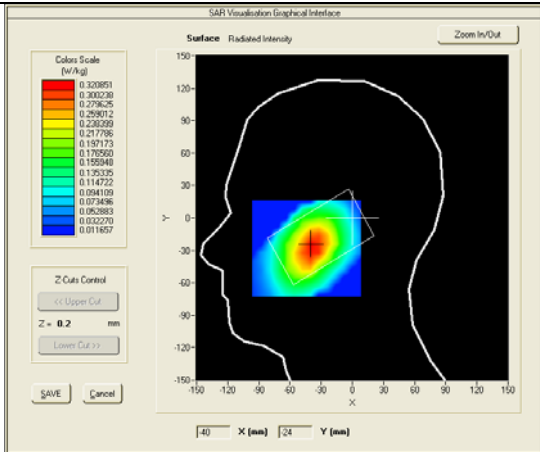 SAR Visualisation Graphical Interface
Surface Radiated Intensity
Zoom In/Out
Colors Scale
(W/kg)
0.320851
0.300238
0.279625
0.259012
0.238399
0.217786
0.197173
0.176560
0.155948
0.135335
0.114722
0.094109
0.073496
0.052883
0.032270
0.011657
Z Cuts Control
<< Upper Cut
Z = 0.2 mm
Lower Cut >>
SAVE Cancel
150
120
90
60
30
0
-30
-60
-90
-120
-150
Y
-150 -120 -90 -60 -30 0 30 60 90 120 150
X
-40 X (mm) -24 Y (mm)